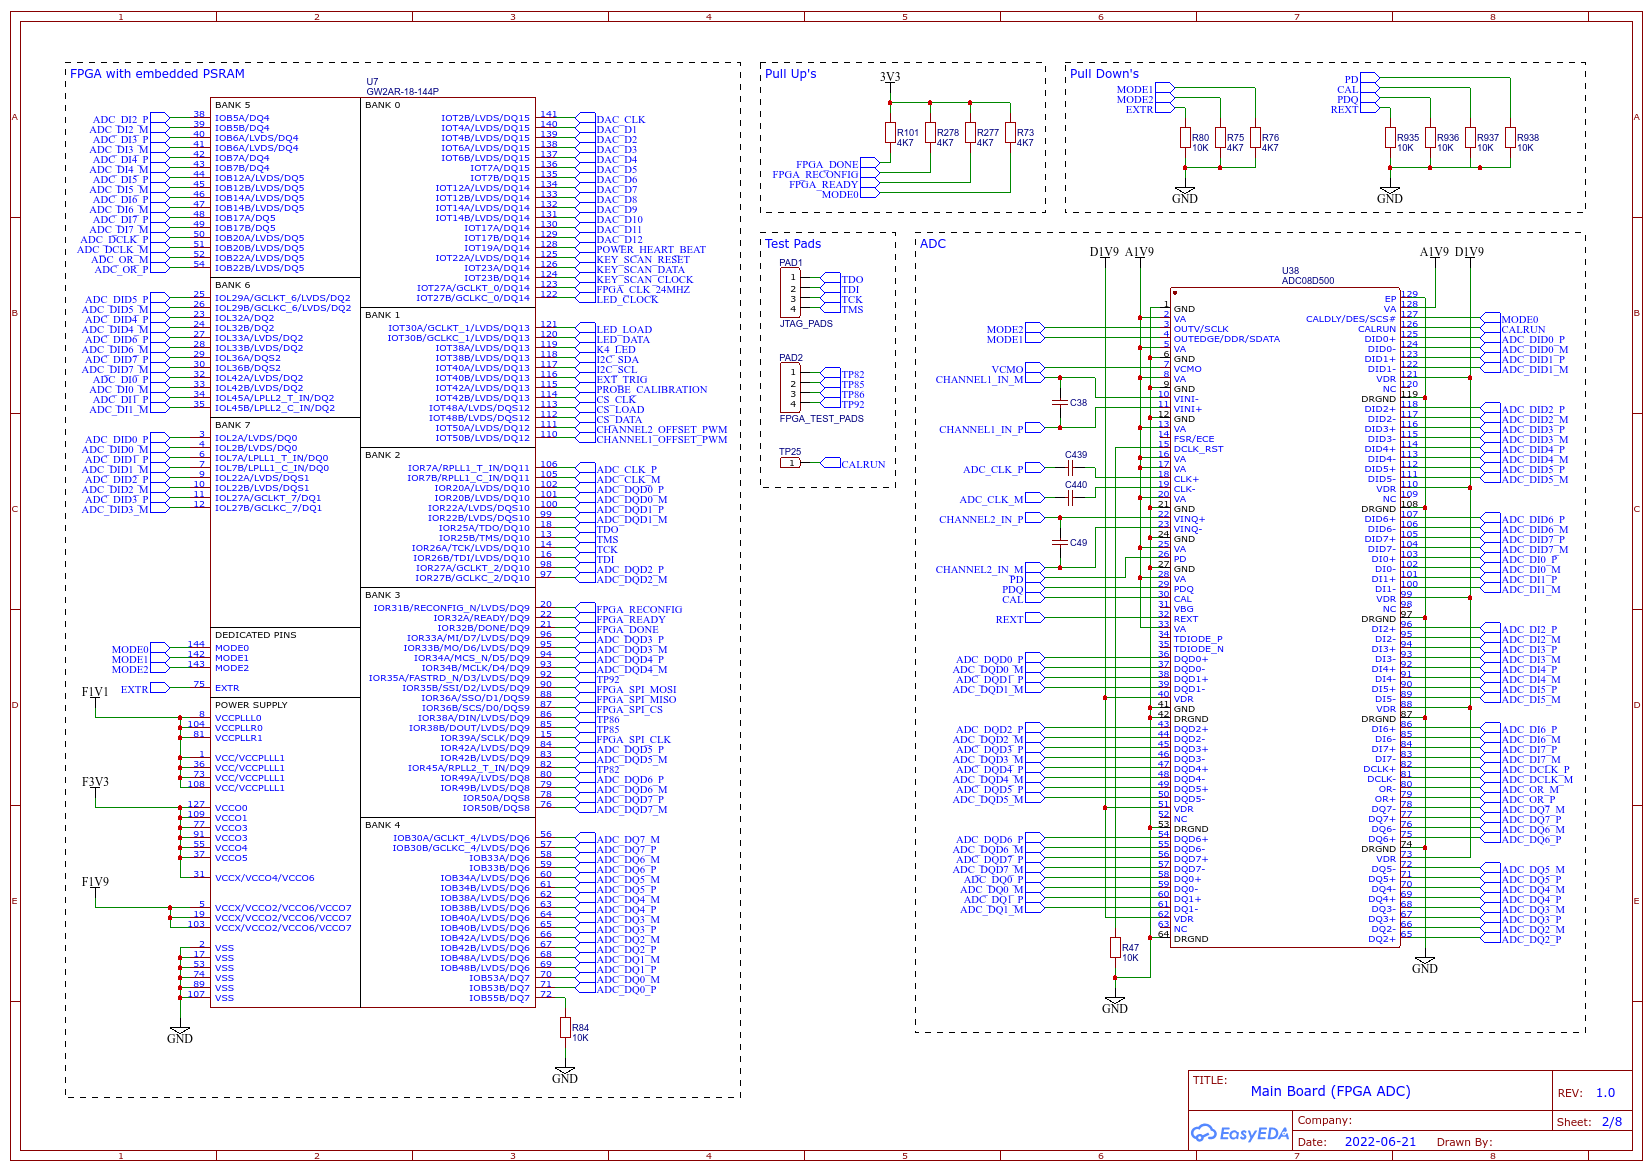 1 2 3 4 5 6 7 8
A
B
C
D
E
FPGA with embedded PSRAM
U7
GW2AR-18-144P
BANK 5
ADC_DI2_P 38 IOB5A/DQ4
ADC_DI2_M 39 IOB5B/DQ4
ADC_DI3_P 40 IOB6A/LVDS/DQ4
ADC_DI3_M 41 IOB6A/LVDS/DQ4
ADC_DI4_P 42 IOB7A/DQ4
ADC_DI4_M 43 IOB7B/DQ4
ADC_DI5_P 44 IOB12A/LVDS/DQ5
ADC_DI5_M 45 IOB12B/LVDS/DQ5
ADC_DI6_P 46 IOB14A/LVDS/DQ5
ADC_DI6_M 47 IOB14B/LVDS/DQ5
ADC_DI7_P 48 IOB17A/DQ5
ADC_DI7_M 49 IOB17B/DQ5
ADC_DCLK_P 50 IOB20A/LVDS/DQ5
ADC_DCLK_M 51 IOB20B/LVDS/DQ5
ADC_OR_M 52 IOB22A/LVDS/DQ5
ADC_OR_P 54 IOB22B/LVDS/DQ5
BANK 6
ADC_DID5_P 25 IOL29A/GCLKT_6/LVDS/DQ2
ADC_DID5_M 26 IOL29B/GCLKC_6/LVDS/DQ2
ADC_DID4_P 23 IOL32A/DQ2
ADC_DID4_M 24 IOL32B/DQ2
ADC_DID6_P 27 IOL33A/LVDS/DQ2
ADC_DID6_M 28 IOL33B/LVDS/DQ2
ADC_DID7_P 29 IOL36A/DQS2
ADC_DID7_M 30 IOL36B/DQS2
ADC_DI0_P 32 IOL42A/LVDS/DQ2
ADC_DI0_M 33 IOL42B/LVDS/DQ2
ADC_DI1_P 34 IOL45A/LPLL2_T_IN/DQ2
ADC_DI1_M 35 IOL45B/LPLL2_C_IN/DQ2
BANK 7
ADC_DID0_P 3 IOL2A/LVDS/DQ0
ADC_DID0_M 4 IOL2B/LVDS/DQ0
ADC_DID1_P 6 IOL7A/LPLL1_T_IN/DQ0
ADC_DID1_M 7 IOL7B/LPLL1_C_IN/DQ0
ADC_DID2_P 9 IOL22A/LVDS/DQS1
ADC_DID2_M 10 IOL22B/LVDS/DQS1
ADC_DID3_P 11 IOL27A/GCLKT_7/DQ1
ADC_DID3_M 12 IOL27B/GCLKC_7/DQ1
DEDICATED PINS
MODE0 144 MODE0
MODE1 142 MODE1
MODE2 143 MODE2
EXTR 75 EXTR
POWER SUPPLY
F1V1
8 VCCPLLL0
104 VCCPLLR0
81 VCCPLLR1
1 VCC/VCCPLLL1
36 VCC/VCCPLLL1
73 VCC/VCCPLLL1
108 VCC/VCCPLLL1
F3V3
127 VCCO0
109 VCCO1
77 VCCO3
91 VCCO3
55 VCCO4
37 VCCO5
31 VCCX/VCCO4/VCCO6
F1V9
5 VCCX/VCCO2/VCCO6/VCCO7
19 VCCX/VCCO2/VCCO6/VCCO7
103 VCCX/VCCO2/VCCO6/VCCO7
2 VSS
17 VSS
53 VSS
74 VSS
89 VSS
107 VSS
GND
BANK 0
IOT2B/LVDS/DQ15 141 DAC_CLK
IOT4A/LVDS/DQ15 140 DAC_D1
IOT4B/LVDS/DQ15 139 DAC_D2
IOT6A/LVDS/DQ15 138 DAC_D3
IOT6B/LVDS/DQ15 137 DAC_D4
IOT7A/DQ15 136 DAC_D5
IOT7B/DQ15 135 DAC_D6
IOT12A/LVDS/DQ14 134 DAC_D7
IOT12B/LVDS/DQ14 133 DAC_D8
IOT14A/LVDS/DQ14 132 DAC_D9
IOT14B/LVDS/DQ14 131 DAC_D10
IOT17A/DQ14 130 DAC_D11
IOT17B/DQ14 129 DAC_D12
IOT19A/DQ14 128 POWER_HEART_BEAT
IOT22A/LVDS/DQ14 125 KEY_SCAN_RESET
IOT23A/DQ14 126 KEY_SCAN_DATA
IOT23B/DQ14 124 KEY_SCAN_CLOCK
IOT27A/GCLKT_0/DQ14 123 FPGA_CLK_24MHZ
IOT27B/GCLKC_0/DQ14 122 LED_CLOCK
BANK 1
IOT30A/GCLKT_1/LVDS/DQ13 121 LED_LOAD
IOT30B/GCLKC_1/LVDS/DQ13 120 LED_DATA
IOT38A/LVDS/DQ13 119 K4_LED
IOT38B/LVDS/DQ13 118 I2C_SDA
IOT40A/LVDS/DQ13 117 I2C_SCL
IOT40B/LVDS/DQ13 116 EXT_TRIG
IOT42A/LVDS/DQ13 115 PROBE_CALIBRATION
IOT42B/LVDS/DQ13 114 CS_CLK
IOT48A/LVDS/DQS12 113 CS_LOAD
IOT48B/LVDS/DQS12 112 CS_DATA
IOT50A/LVDS/DQ12 111 CHANNEL2_OFFSET_PWM
IOT50B/LVDS/DQ12 110 CHANNEL1_OFFSET_PWM
BANK 2
IOR7A/RPLL1_T_IN/DQ11 106 ADC_CLK_P
IOR7B/RPLL1_C_IN/DQ11 105 ADC_CLK_M
IOR20A/LVDS/DQ10 102 ADC_DQD0_P
IOR20B/LVDS/DQ10 101 ADC_DQD0_M
IOR22A/LVDS/DQS10 100 ADC_DQD1_P
IOR22B/LVDS/DQS10 99 ADC_DQD1_M
IOR25A/TDO/DQ10 18 TDO
IOR25B/TMS/DQ10 13 TMS
IOR26A/TCK/LVDS/DQ10 14 TCK
IOR26B/TDI/LVDS/DQ10 16 TDI
IOR27A/GCLKT_2/DQ10 98 ADC_DQD2_P
IOR27B/GCLKC_2/DQ10 97 ADC_DQD2_M
BANK 3
IOR31B/RECONFIG_N/LVDS/DQ9 20 FPGA_RECONFIG
IOR32A/READY/DQ9 22 FPGA_READY
IOR32B/DONE/DQ9 21 FPGA_DONE
IOR33A/MI/D7/LVDS/DQ9 96 ADC_DQD3_P
IOR33B/MO/D6/LVDS/DQ9 95 ADC_DQD3_M
IOR34A/MCS_N/D5/DQ9 94 ADC_DQD4_P
IOR34B/MCLK/D4/DQ9 93 ADC_DQD4_M
IOR35A/FASTRD_N/D3/LVDS/DQ9 92 TP92
IOR35B/SSI/D2/LVDS/DQ9 90 FPGA_SPI_MOSI
IOR36A/SSO/D1/DQS9 88 FPGA_SPI_MISO
IOR36B/SCS/D0/DQS9 87 FPGA_SPI_CS
IOR38A/DIN/LVDS/DQ9 86 TP86
IOR38B/DOUT/LVDS/DQ9 85 TP85
IOR39A/SCLK/DQ9 15 FPGA_SPI_CLK
IOR42A/LVDS/DQ9 84 ADC_DQD5_P
IOR42B/LVDS/DQ9 83 ADC_DQD5_M
IOR45A/RPLL2_T_IN/DQ9 82 TP82
IOR49A/LVDS/DQ8 80 ADC_DQD6_P
IOR49B/LVDS/DQ8 79 ADC_DQD6_M
IOR50A/DQS8 78 ADC_DQD7_P
IOR50B/DQS8 76 ADC_DQD7_M
BANK 4
IOB30A/GCLKT_4/LVDS/DQ6 56 ADC_DQ7_M
IOB30B/GCLKC_4/LVDS/DQ6 57 ADC_DQ7_P
IOB33A/DQ6 58 ADC_DQ6_M
IOB33B/DQ6 59 ADC_DQ6_P
IOB34A/LVDS/DQ6 60 ADC_DQ5_M
IOB34B/LVDS/DQ6 61 ADC_DQ5_P
IOB38A/LVDS/DQ6 62 ADC_DQ4_M
IOB38B/LVDS/DQ6 63 ADC_DQ4_P
IOB40A/LVDS/DQ6 64 ADC_DQ3_M
IOB40B/LVDS/DQ6 65 ADC_DQ3_P
IOB42A/LVDS/DQ6 66 ADC_DQ2_M
IOB42B/LVDS/DQ6 67 ADC_DQ2_P
IOB48A/LVDS/DQ6 68 ADC_DQ1_M
IOB48B/LVDS/DQ6 69 ADC_DQ1_P
IOB53A/DQ7 70 ADC_DQ0_M
IOB53B/DQ7 71 ADC_DQ0_P
IOB55B/DQ7 72
R84
10K
GND
Pull Up's
3V3
R101 R278 R277 R73
4K7 4K7 4K7 4K7
FPGA_DONE
FPGA_RECONFIG
FPGA_READY
MODE0
Pull Down's
MODE1
MODE2
EXTR
R80 R75 R76
10K 4K7 4K7
GND
PD
CAL
PDQ
REXT
R935 R936 R937 R938
10K 10K 10K 10K
GND
Test Pads
PAD1
1 TDO
2 TDI
3 TCK
4 TMS
JTAG_PADS
PAD2
1 TP82
2 TP85
3 TP86
4 TP92
FPGA_TEST_PADS
TP25
1 CALRUN
ADC
D1V9 A1V9 A1V9 D1V9
U38
ADC08D500
1 GND
2 VA
MODE2 3 OUTV/SCLK
MODE1 4 OUTEDGE/DDR/SDATA
5 VA
6 GND
VCMO 7 VCMO
CHANNEL1_IN_M 8 VA
9 GND
C38 10 VINI-
11 VINI+
12 GND
CHANNEL1_IN_P 13 VA
14 FSR/ECE
15 DCLK_RST
C439 16 VA
ADC_CLK_P 17 VA
18 CLK+
C440 19 CLK-
ADC_CLK_M 20 VA
21 GND
CHANNEL2_IN_P 22 VINQ+
23 VINQ-
C49 24 GND
25 VA
26 PD
CHANNEL2_IN_M 27 GND
PD 28 VA
PDQ 29 PDQ
CAL 30 CAL
31 VBG
REXT 32 REXT
33 VA
34 TDIODE_P
35 TDIODE_N
ADC_DQD0_P 36 DQD0+
ADC_DQD0_M 37 DQD0-
ADC_DQD1_P 38 DQD1+
ADC_DQD1_M 39 DQD1-
40 VDR
41 GND
42 DRGND
ADC_DQD2_P 43 DQD2+
ADC_DQD2_M 44 DQD2-
ADC_DQD3_P 45 DQD3+
ADC_DQD3_M 46 DQD3-
ADC_DQD4_P 47 DQD4+
ADC_DQD4_M 48 DQD4-
ADC_DQD5_P 49 DQD5+
ADC_DQD5_M 50 DQD5-
51 VDR
52 NC
53 DRGND
ADC_DQD6_P 54 DQD6+
ADC_DQD6_M 55 DQD6-
ADC_DQD7_P 56 DQD7+
ADC_DQD7_M 57 DQD7-
ADC_DQ0_P 58 DQ0+
ADC_DQ0_M 59 DQ0-
ADC_DQ1_P 60 DQ1+
ADC_DQ1_M 61 DQ1-
62 VDR
63 NC
64 DRGND
R47
10K
GND
EP 129
VA 128
CALDLY/DES/SCS# 127 MODE0
CALRUN 126 CALRUN
DID0+ 125 ADC_DID0_P
DID0- 124 ADC_DID0_M
DID1+ 123 ADC_DID1_P
DID1- 122 ADC_DID1_M
VDR 121
NC 120
DRGND 119
DID2+ 118 ADC_DID2_P
DID2- 117 ADC_DID2_M
DID3+ 116 ADC_DID3_P
DID3- 115 ADC_DID3_M
DID4+ 114 ADC_DID4_P
DID4- 113 ADC_DID4_M
DID5+ 112 ADC_DID5_P
DID5- 111 ADC_DID5_M
VDR 110
NC 109
DRGND 108
DID6+ 107 ADC_DID6_P
DID6- 106 ADC_DID6_M
DID7+ 105 ADC_DID7_P
DID7- 104 ADC_DID7_M
DI0+ 103 ADC_DI0_P
DI0- 102 ADC_DI0_M
DI1+ 101 ADC_DI1_P
DI1- 100 ADC_DI1_M
VDR 99
NC 98
DRGND 97
DI2+ 96 ADC_DI2_P
DI2- 95 ADC_DI2_M
DI3+ 94 ADC_DI3_P
DI3- 93 ADC_DI3_M
DI4+ 92 ADC_DI4_P
DI4- 91 ADC_DI4_M
DI5+ 90 ADC_DI5_P
DI5- 89 ADC_DI5_M
VDR 88
DRGND 87
DI6+ 86 ADC_DI6_P
DI6- 85 ADC_DI6_M
DI7+ 84 ADC_DI7_P
DI7- 83 ADC_DI7_M
DCLK+ 82 ADC_DCLK_P
DCLK- 81 ADC_DCLK_M
OR- 80 ADC_OR_M
OR+ 79 ADC_OR_P
DQ7- 78 ADC_DQ7_M
DQ7+ 77 ADC_DQ7_P
DQ6- 76 ADC_DQ6_M
DQ6+ 75 ADC_DQ6_P
DRGND 74
VDR 73
DQ5- 72 ADC_DQ5_M
DQ5+ 71 ADC_DQ5_P
DQ4- 70 ADC_DQ4_M
DQ4+ 69 ADC_DQ4_P
DQ3- 68 ADC_DQ3_M
DQ3+ 67 ADC_DQ3_P
DQ2- 66 ADC_DQ2_M
DQ2+ 65 ADC_DQ2_P
GND
TITLE:
Main Board (FPGA ADC)
REV: 1.0
EasyEDA
Company:
Sheet: 2/8
Date: 2022-06-21 Drawn By:
A
B
C
D
E
1 2 3 4 5 6 7 8